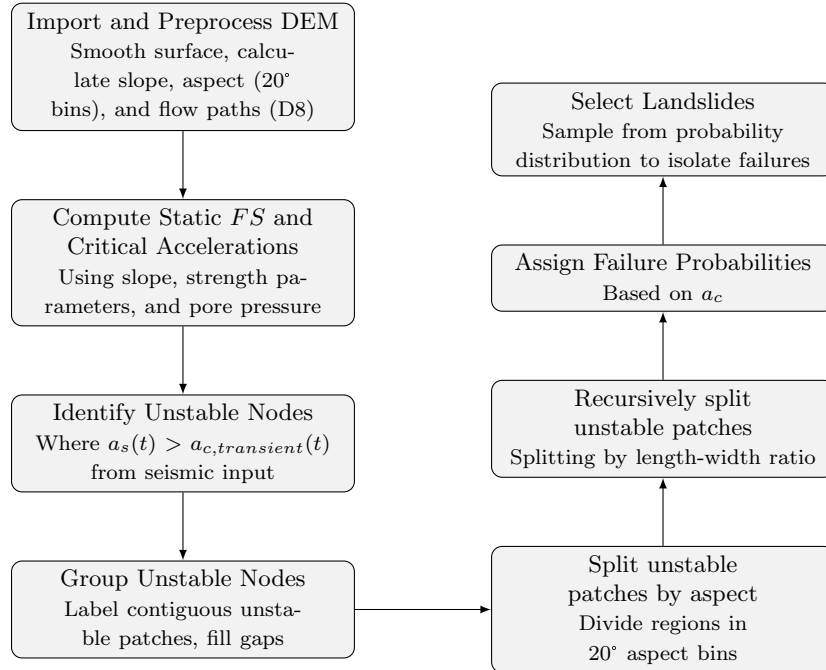 Import and Preprocess DEM
Smooth surface, calcu-
late slope, aspect (20°
bins), and flow paths (D8)
Compute Static FS and
Critical Accelerations
Using slope, strength pa-
rameters, and pore pressure
Identify Unstable Nodes
Where a_s(t) > a_{c,transient}(t)
from seismic input
Group Unstable Nodes
Label contiguous unsta-
ble patches, fill gaps
Split unstable
patches by aspect
Divide regions in
20° aspect bins
Recursively split
unstable patches
Splitting by length-width ratio
Assign Failure Probabilities
Based on a_c
Select Landslides
Sample from probability
distribution to isolate failures